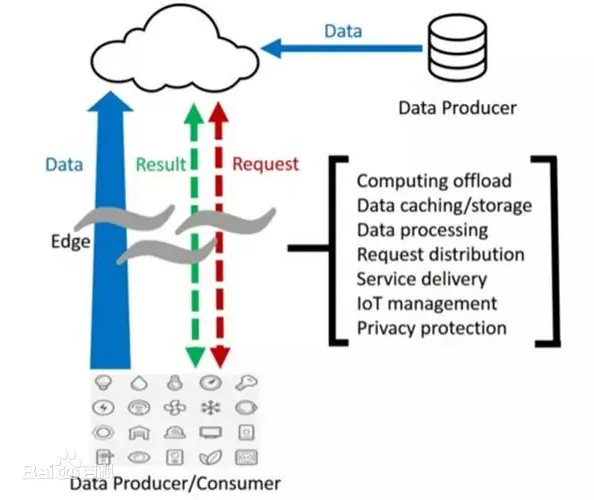 Data
Data Producer
Data
Result
Request
Edge
Computing offload
Data caching/storage
Data processing
Request distribution
Service delivery
IoT management
Privacy protection
Bai百科
Data Producer/Consumer